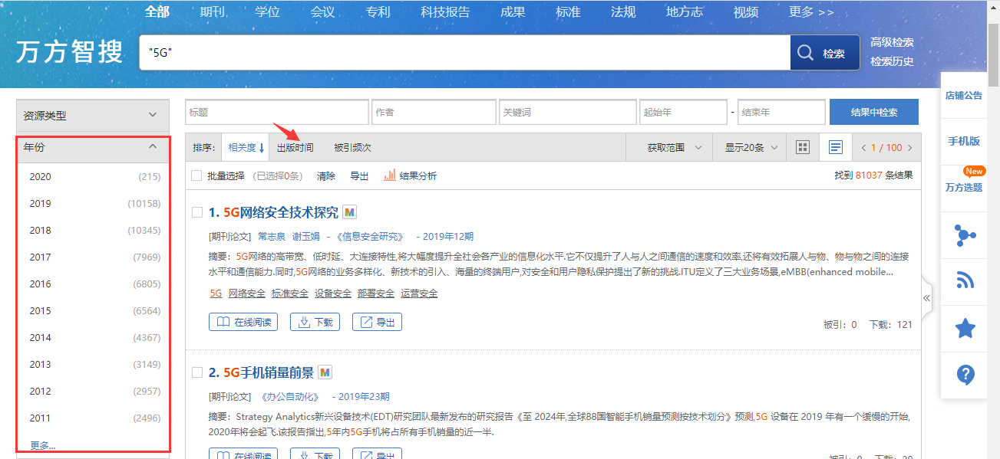 全部 期刊 学位 会议 专利 科技报告 成果 标准 法规 地方志 视频 更多 >>
万方智搜
"5G"
检索
高级检索
检索历史
资源类型
年份
2020 (215)
2019 (10158)
2018 (10345)
2017 (7969)
2016 (6805)
2015 (6564)
2014 (4367)
2013 (3149)
2012 (2957)
2011 (2496)
更多...
标题 作者 关键词 起始年 - 结束年 结果中检索
排序: 相关度 出版时间 被引频次 获取范围 显示20条 1 / 100
批量选择 (已选择0条) 清除 导出 结果分析 找到 81037 条结果
1. 5G网络安全技术探究 M
[期刊论文] 常志泉 谢玉娟 - 《信息安全研究》 - 2019年12期
摘要: 5G网络的高带宽、低时延、大连接特性,将大幅度提升全社会各产业的信息化水平.它不仅提升了人与人之间通信的速度和效率,还将有效拓展人与物、物与物之间的连接
水平和通信能力.同时,5G网络的业务多样化、新技术的引入、海量的终端用户,对安全和用户隐私保护提出了新的挑战.ITU定义了三大业务场景,eMBB(enhanced mobile...
5G 网络安全 标准安全 设备安全 部署安全 运营安全
在线阅读 下载 导出 被引: 0 下载: 121
2. 5G手机销量前景 M
[期刊论文] 《办公自动化》 - 2019年23期
摘要: Strategy Analytics新兴设备技术(EDT)研究团队最新发布的研究报告《至 2024年,全球88国智能手机销量预测按技术划分》预测,5G 设备在 2019 年有一个缓慢的开始,
2020年将会起飞.该报告指出,5年内5G手机将占所有手机销量的近一半.
在线阅读 下载 导出 被引: 0 下载: 39
店铺公告
手机版
New
万方选题